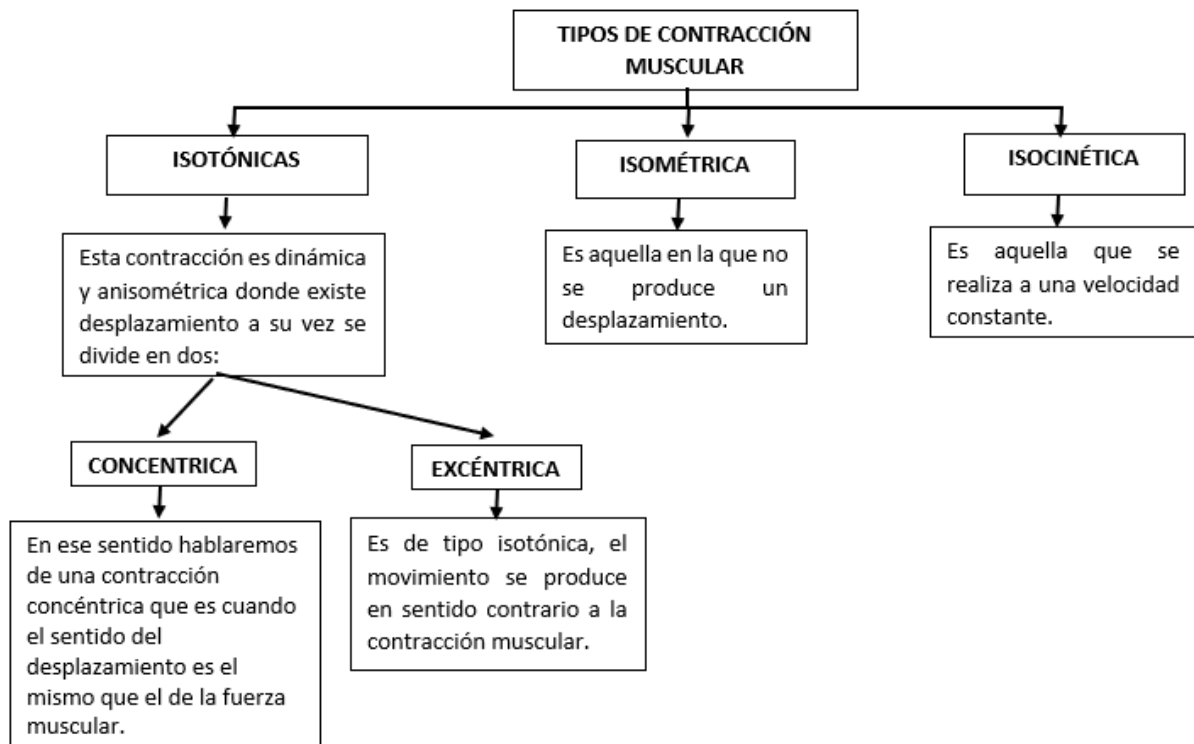 TIPOS DE CONTRACCIÓN
MUSCULAR
ISOTÓNICAS
ISOMÉTRICA
ISOCINÉTICA
Esta contracción es dinámica
y anisométrica donde existe
desplazamiento a su vez se
divide en dos:
Es aquella en la que no
se produce un
desplazamiento.
Es aquella que se
realiza a una velocidad
constante.
CONCENTRICA
EXCÉNTRICA
En ese sentido hablaremos
de una contracción
concéntrica que es cuando
el sentido del
desplazamiento es el
mismo que el de la fuerza
muscular.
Es de tipo isotónica, el
movimiento se produce
en sentido contrario a la
contracción muscular.